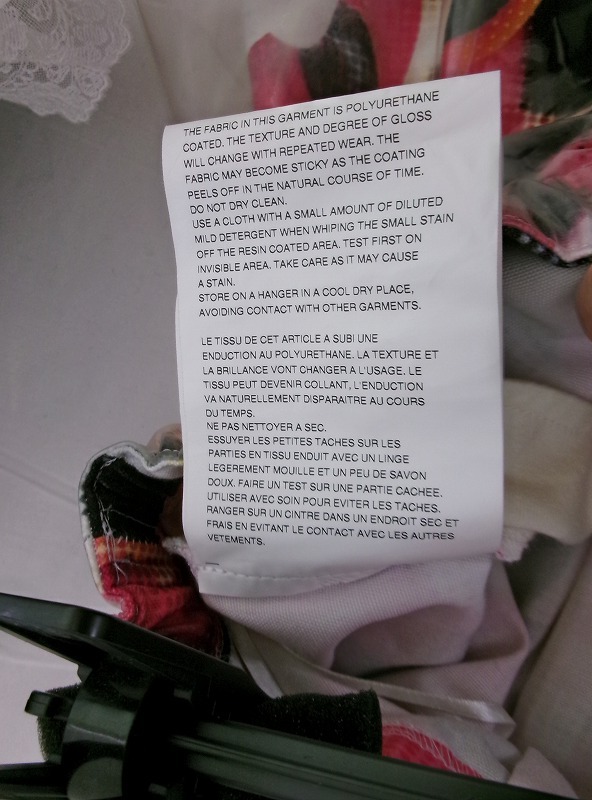 THE FABRIC IN THIS GARMENT IS POLYURETHANE
COATED. THE TEXTURE AND DEGREE OF GLOSS
WILL CHANGE WITH REPEATED WEAR. THE
FABRIC MAY BECOME STICKY AS THE COATING
PEELS OFF IN THE NATURAL COURSE OF TIME.
DO NOT DRY CLEAN.
USE A CLOTH WITH A SMALL AMOUNT OF DILUTED
MILD DETERGENT WHEN WHIPING THE SMALL STAIN
OFF THE RESIN COATED AREA. TEST FIRST ON
INVISIBLE AREA. TAKE CARE AS IT MAY CAUSE
A STAIN.
STORE ON A HANGER IN A COOL DRY PLACE,
AVOIDING CONTACT WITH OTHER GARMENTS.
LE TISSU DE CET ARTICLE A SUBI UNE
ENDUCTION AU POLYURETHANE. LA TEXTURE ET
LA BRILLANCE VONT CHANGER A L'USAGE. LE
TISSU PEUT DEVENIR COLLANT, L'ENDUCTION
VA NATURELLEMENT DISPARAITRE AU COURS
DU TEMPS.
NE PAS NETTOYER A SEC.
ESSUYER LES PETITES TACHES SUR LES
PARTIES EN TISSU ENDUIT AVEC UN LINGE
LEGEREMENT MOUILLE ET UN PEU DE SAVON
DOUX. FAIRE UN TEST SUR UNE PARTIE CACHEE.
UTILISER AVEC SOIN POUR EVITER LES TACHES.
RANGER SUR UN CINTRE DANS UN ENDROIT SEC ET
FRAIS EN EVITANT LE CONTACT AVEC LES AUTRES
VETEMENTS.